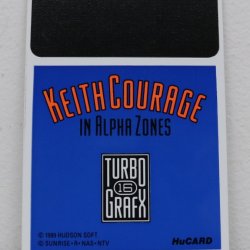 KEITH COURAGE
IN ALPHA ZONES
TURBO
16
GRAFX
© 1989 HUDSON SOFT
© SUNRISE・R・NAS・NTV
HuCARD